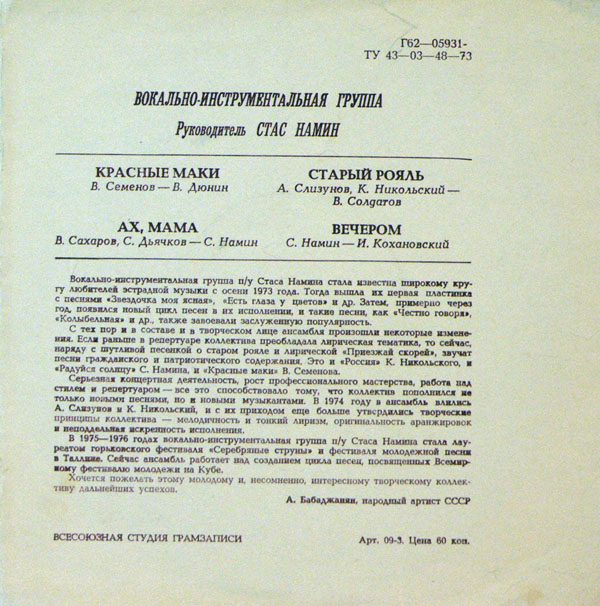 Г62—05931-
ТУ 43—03—48—73
ВОКАЛЬНО-ИНСТРУМЕНТАЛЬНАЯ ГРУППА
Руководитель СТАС НАМИН
КРАСНЫЕ МАКИ
В. Семенов — В. Дюнин
СТАРЫЙ РОЯЛЬ
А. Слизунов, К. Никольский —
В. Солдатов
АХ, МАМА
В. Сахаров, С. Дьячков — С. Намин
ВЕЧЕРОМ
С. Намин — И. Кохановский
Вокально-инструментальная группа п/у Стаса Намина стала известна широкому кру-
гу любителей эстрадной музыки с осени 1973 года. Тогда вышла их первая пластинка
с песнями «Звездочка моя ясная», «Есть глаза у цветов» и др. Затем, примерно через
год, появился новый цикл песен в их исполнении, и такие песни, как «Честно говоря»,
«Колыбельная» и др., также завоевали заслуженную популярность.
С тех пор и в составе и в творческом лице ансамбля произошли некоторые измене-
ния. Если раньше в репертуаре коллектива преобладала лирическая тематика, то сейчас,
наряду с шутливой песенкой о старом рояле и лирической «Приезжай скорей», звучат
песни гражданского и патриотического содержания. Это и «Россия» К. Никольского, и
«Радуйся солнцу» С. Намина, и «Красные маки» В. Семенова.
Серьезная концертная деятельность, рост профессионального мастерства, работа над
стилем и репертуаром — все это способствовало тому, что коллектив пополнился не
только новыми песнями, но и новыми музыкантами. В 1974 году в ансамбль влились
А. Слизунов и К. Никольский, и с их приходом еще больше утвердились творческие
принципы коллектива — мелодичность и тонкий лиризм, оригинальность аранжировок
и неподдельная искренность исполнения.
В 1975—1976 годах вокально-инструментальная группа п/у Стаса Намина стала лау-
реатом горьковского фестиваля «Серебряные струны» и фестиваля молодежной песни
в Таллине. Сейчас ансамбль работает над созданием цикла песен, посвященных Всемир-
ному фестивалю молодежи на Кубе.
Хочется пожелать этому молодому и, несомненно, интересному творческому коллек-
тиву дальнейших успехов.
А. Бабаджанян, народный артист СССР
ВСЕСОЮЗНАЯ СТУДИЯ ГРАМЗАПИСИ
Арт. 09-3. Цена 60 коп.